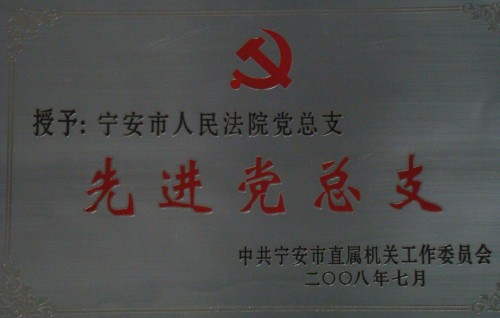 授予:宁安市人民法院党总支
先进党总支
中共宁安市直属机关工作委员会
二〇〇八年七月